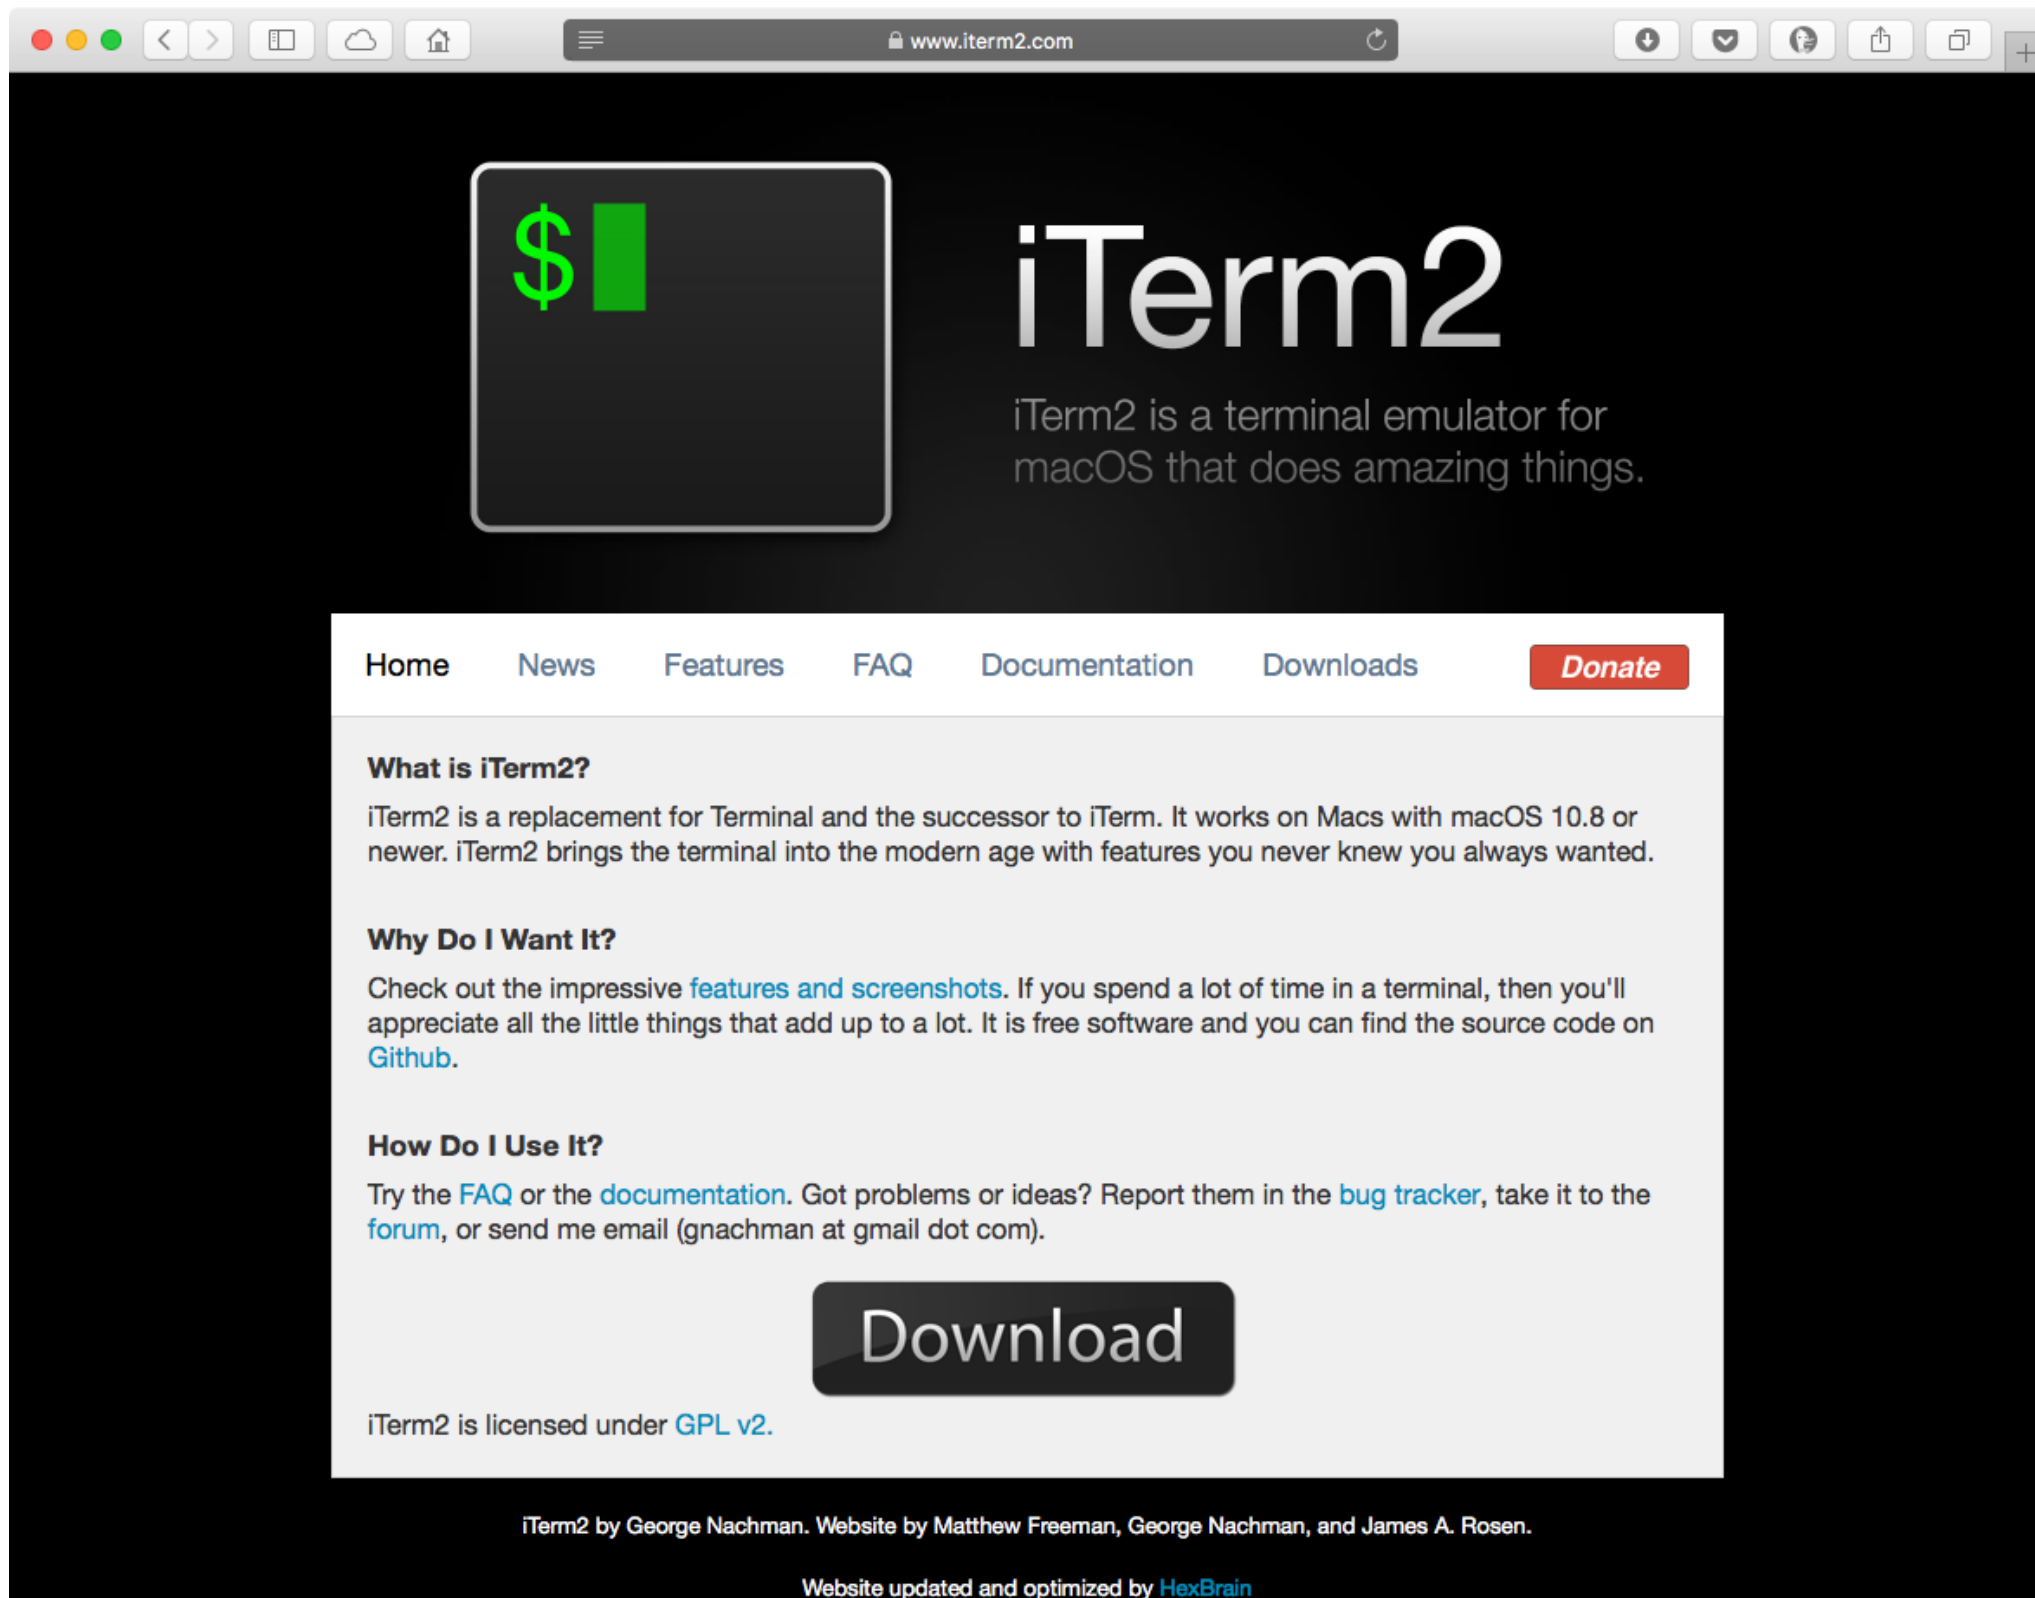 www.iterm2.com
$
iTerm2
iTerm2 is a terminal emulator for
macOS that does amazing things.
Home News Features FAQ Documentation Downloads Donate
What is iTerm2?
iTerm2 is a replacement for Terminal and the successor to iTerm. It works on Macs with macOS 10.8 or
newer. iTerm2 brings the terminal into the modern age with features you never knew you always wanted.
Why Do I Want It?
Check out the impressive features and screenshots. If you spend a lot of time in a terminal, then you'll
appreciate all the little things that add up to a lot. It is free software and you can find the source code on
Github.
How Do I Use It?
Try the FAQ or the documentation. Got problems or ideas? Report them in the bug tracker, take it to the
forum, or send me email (gnachman at gmail dot com).
Download
iTerm2 is licensed under GPL v2.
iTerm2 by George Nachman. Website by Matthew Freeman, George Nachman, and James A. Rosen.
Website updated and optimized by HexBrain